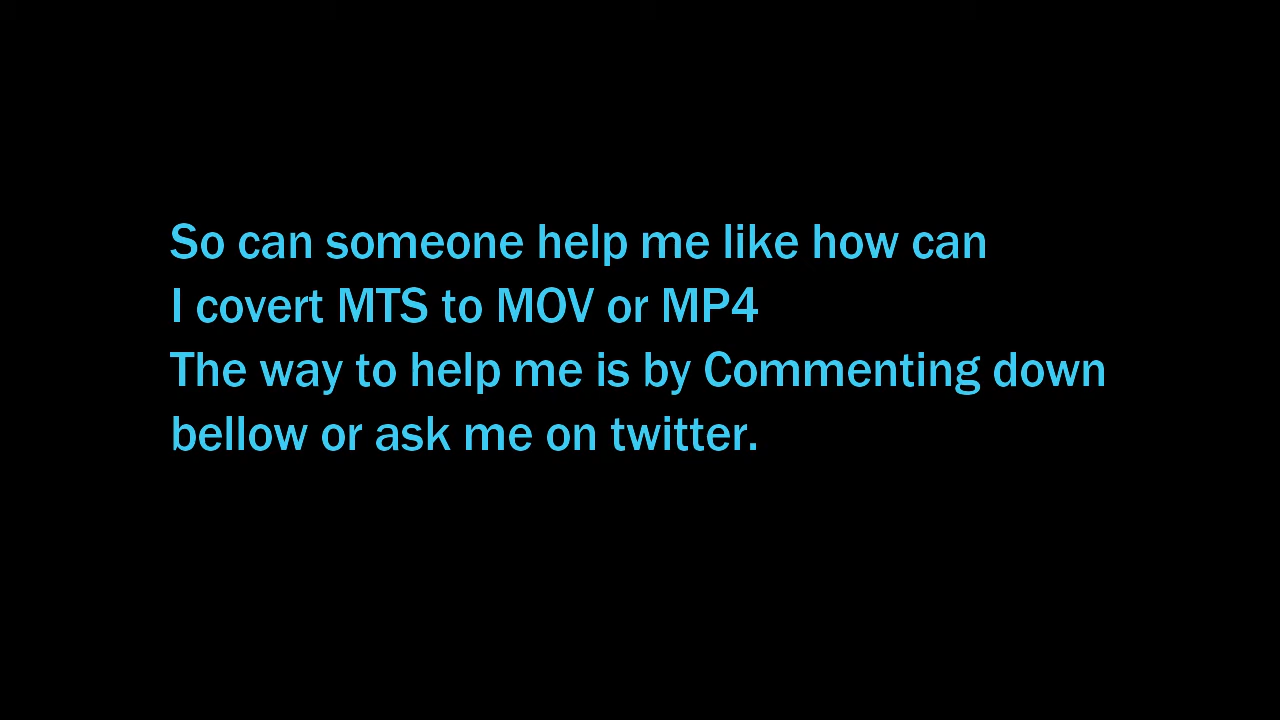 So can someone help me like how can
I covert MTS to MOV or MP4
The way to help me is by Commenting down
bellow or ask me on twitter.